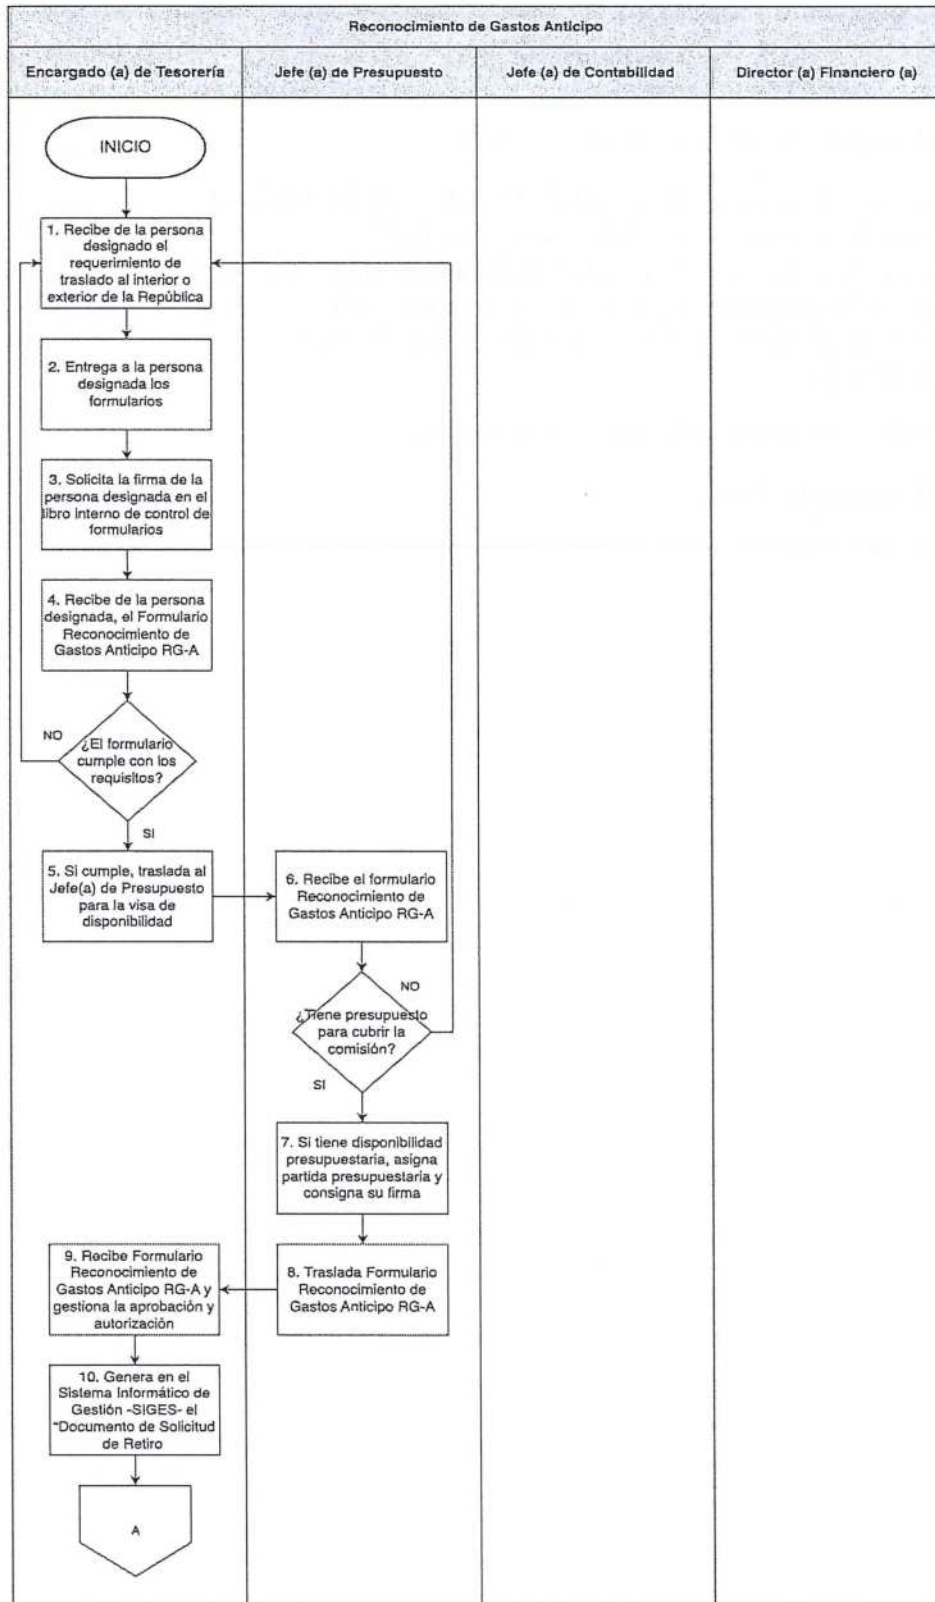 Reconocimiento de Gastos Anticipo
Encargado (a) de Tesorería
Jefe (a) de Presupuesto
Jefe (a) de Contabilidad
Director (a) Financiero (a)
INICIO
1. Recibe de la persona
designado el
requerimiento de
traslado al interior o
exterior de la República
2. Entrega a la persona
designada los
formularios
3. Solicita la firma de la
persona designada en el
libro interno de control de
formularios
4. Recibe de la persona
designada, el Formulario
Reconocimiento de
Gastos Anticipo RG-A
NO
¿El formulario
cumple con los
requisitos?
SI
5. Si cumple, traslada al
Jefe(a) de Presupuesto
para la visa de
disponibilidad
6. Recibe el formulario
Reconocimiento de
Gastos Anticipo RG-A
NO
¿Tiene presupuesto
para cubrir la
comisión?
SI
7. Si tiene disponibilidad
presupuestaria, asigna
partida presupuestaria y
consigna su firma
8. Traslada Formulario
Reconocimiento de
Gastos Anticipo RG-A
9. Recibe Formulario
Reconocimiento de
Gastos Anticipo RG-A y
gestiona la aprobación y
autorización
10. Genera en el
Sistema Informático de
Gestión -SIGES- el
"Documento de Solicitud
de Retiro
A